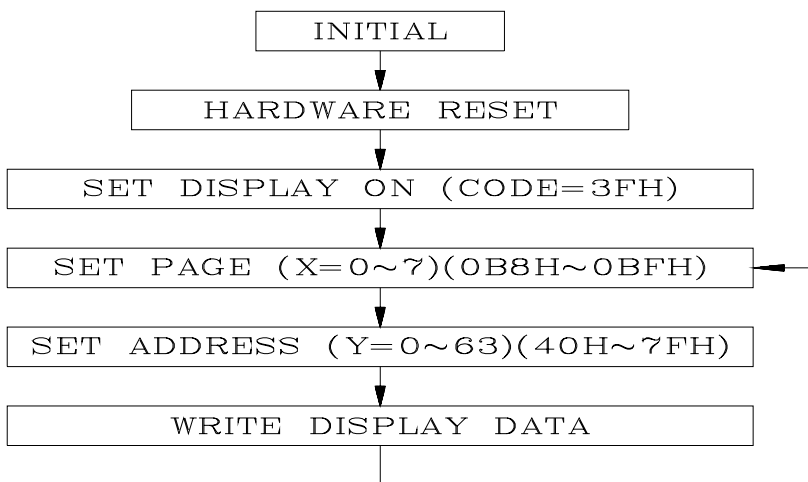 INITIAL
HARDWARE RESET
SET DISPLAY ON (CODE=3FH)
SET PAGE (X=0~7)(0B8H~0BFH)
SET ADDRESS (Y=0~63)(40H~7FH)
WRITE DISPLAY DATA